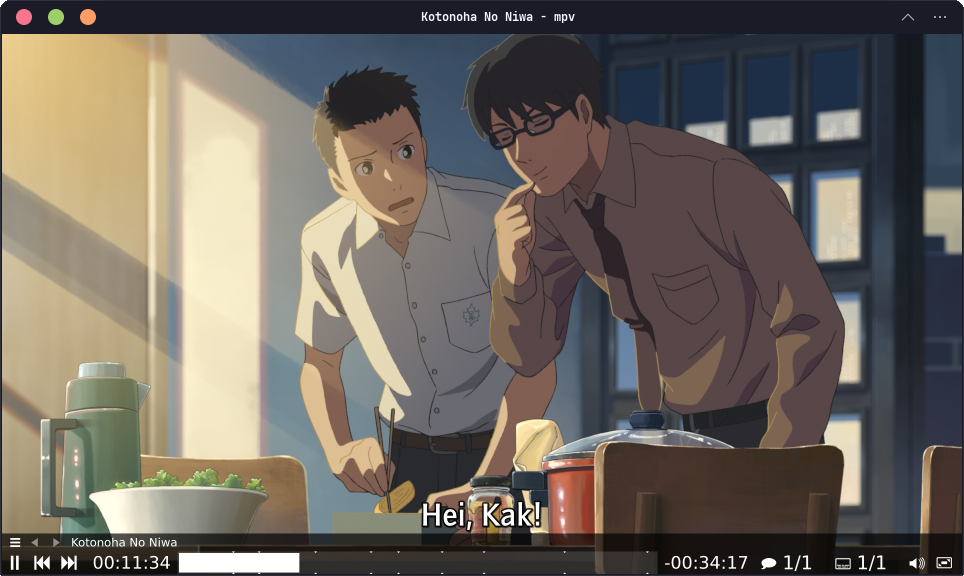 Kotonoha No Niwa - mpv
Hei, Kak!
Kotonoha No Niwa
00:11:34
-00:34:17
1/1
1/1